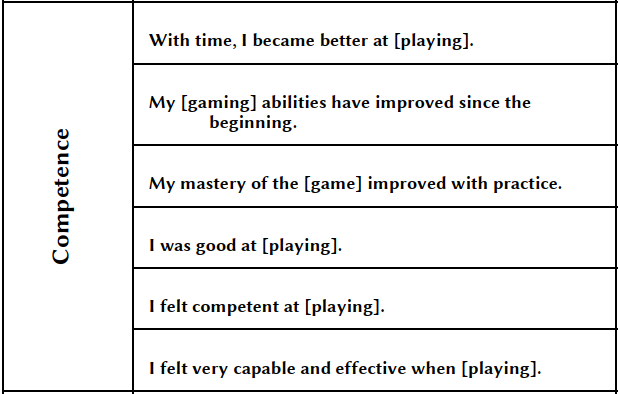 Competence
With time, I became better at [playing].
My [gaming] abilities have improved since the
beginning.
My mastery of the [game] improved with practice.
I was good at [playing].
I felt competent at [playing].
I felt very capable and effective when [playing].